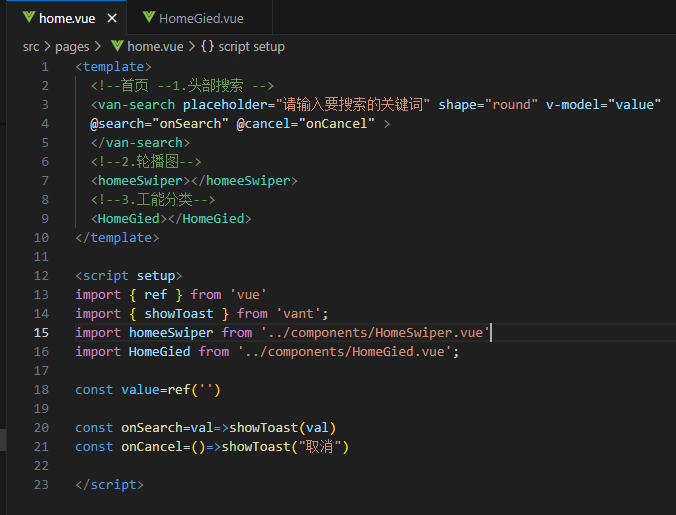 home.vue ×
HomeGied.vue
src > pages > home.vue > {} script setup
1 <template>
2 <!--首页 --1.头部搜索 -->
3 <van-search placeholder="请输入要搜索的关键词" shape="round" v-model="value"
4 @search="onSearch" @cancel="onCancel" >
5 </van-search>
6 <!--2.轮播图-->
7 <homeeSwiper></homeeSwiper>
8 <!--3.工能分类-->
9 <HomeGied></HomeGied>
10 </template>
11
12 <script setup>
13 import { ref } from 'vue'
14 import { showToast } from 'vant';
15 import homeeSwiper from '../components/HomeSwiper.vue'
16 import HomeGied from '../components/HomeGied.vue';
17
18 const value=ref('')
19
20 const onSearch=val=>showToast(val)
21 const onCancel=()=>showToast("取消")
22
23 </script>